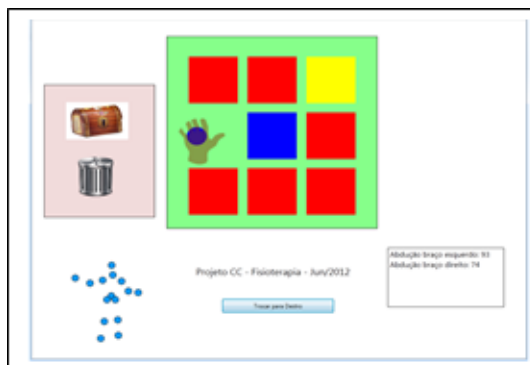 Abdução braço esquerdo: 93
Abdução braço direito: 74
Projeto CC - Fisioterapia - Jun/2012
Trocar para Destro